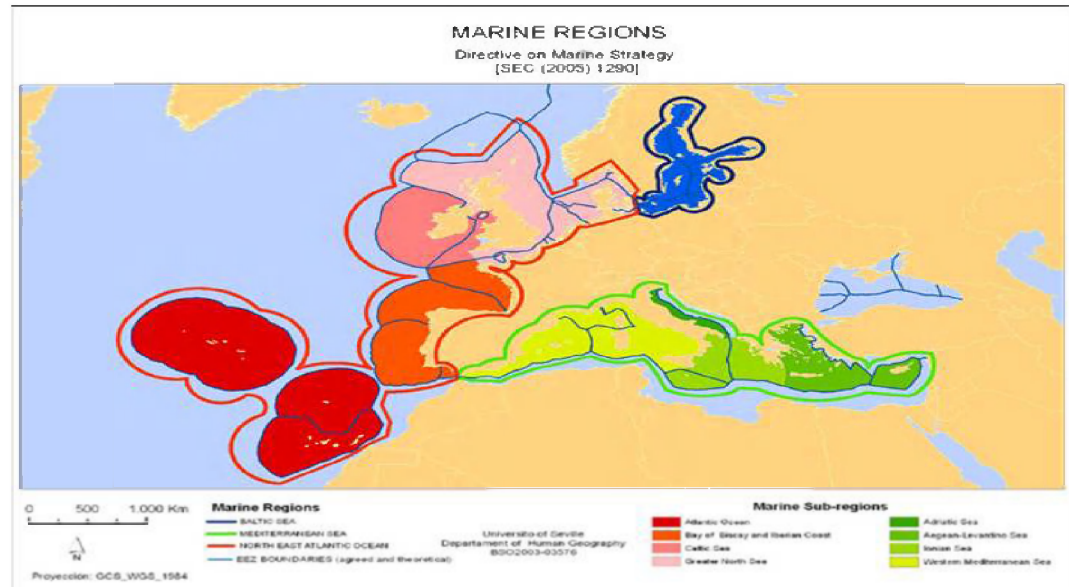 MARINE REGIONS
Directive on Marine Strategy
[SEC (2005) 1290]
0 500 1.000 Km
N
Proyección: GCS_WGS_1984
Marine Regions
BALTIC SEA
MEDITERRANEAN SEA
NORTH EAST ATLANTIC OCEAN
EEZ BOUNDARIES (agreed and theoretical)
University of Seville
Departament of Human Geography
BSO2003-03576
Marine Sub-regions
Atlantic Ocean
Bay of Biscay and Iberian Coast
Celtic Sea
Greater North Sea
Adriatic Sea
Aegean-Levantino Sea
Ionian Sea
Western Mediterranean Sea